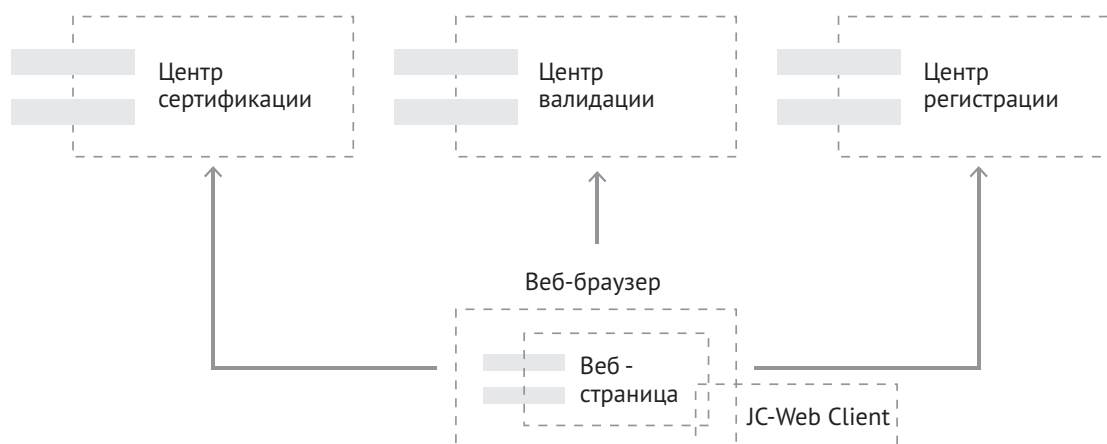 Центр
сертификации
Центр
валидации
Центр
регистрации
Веб-браузер
Веб -
страница
JC-Web Client